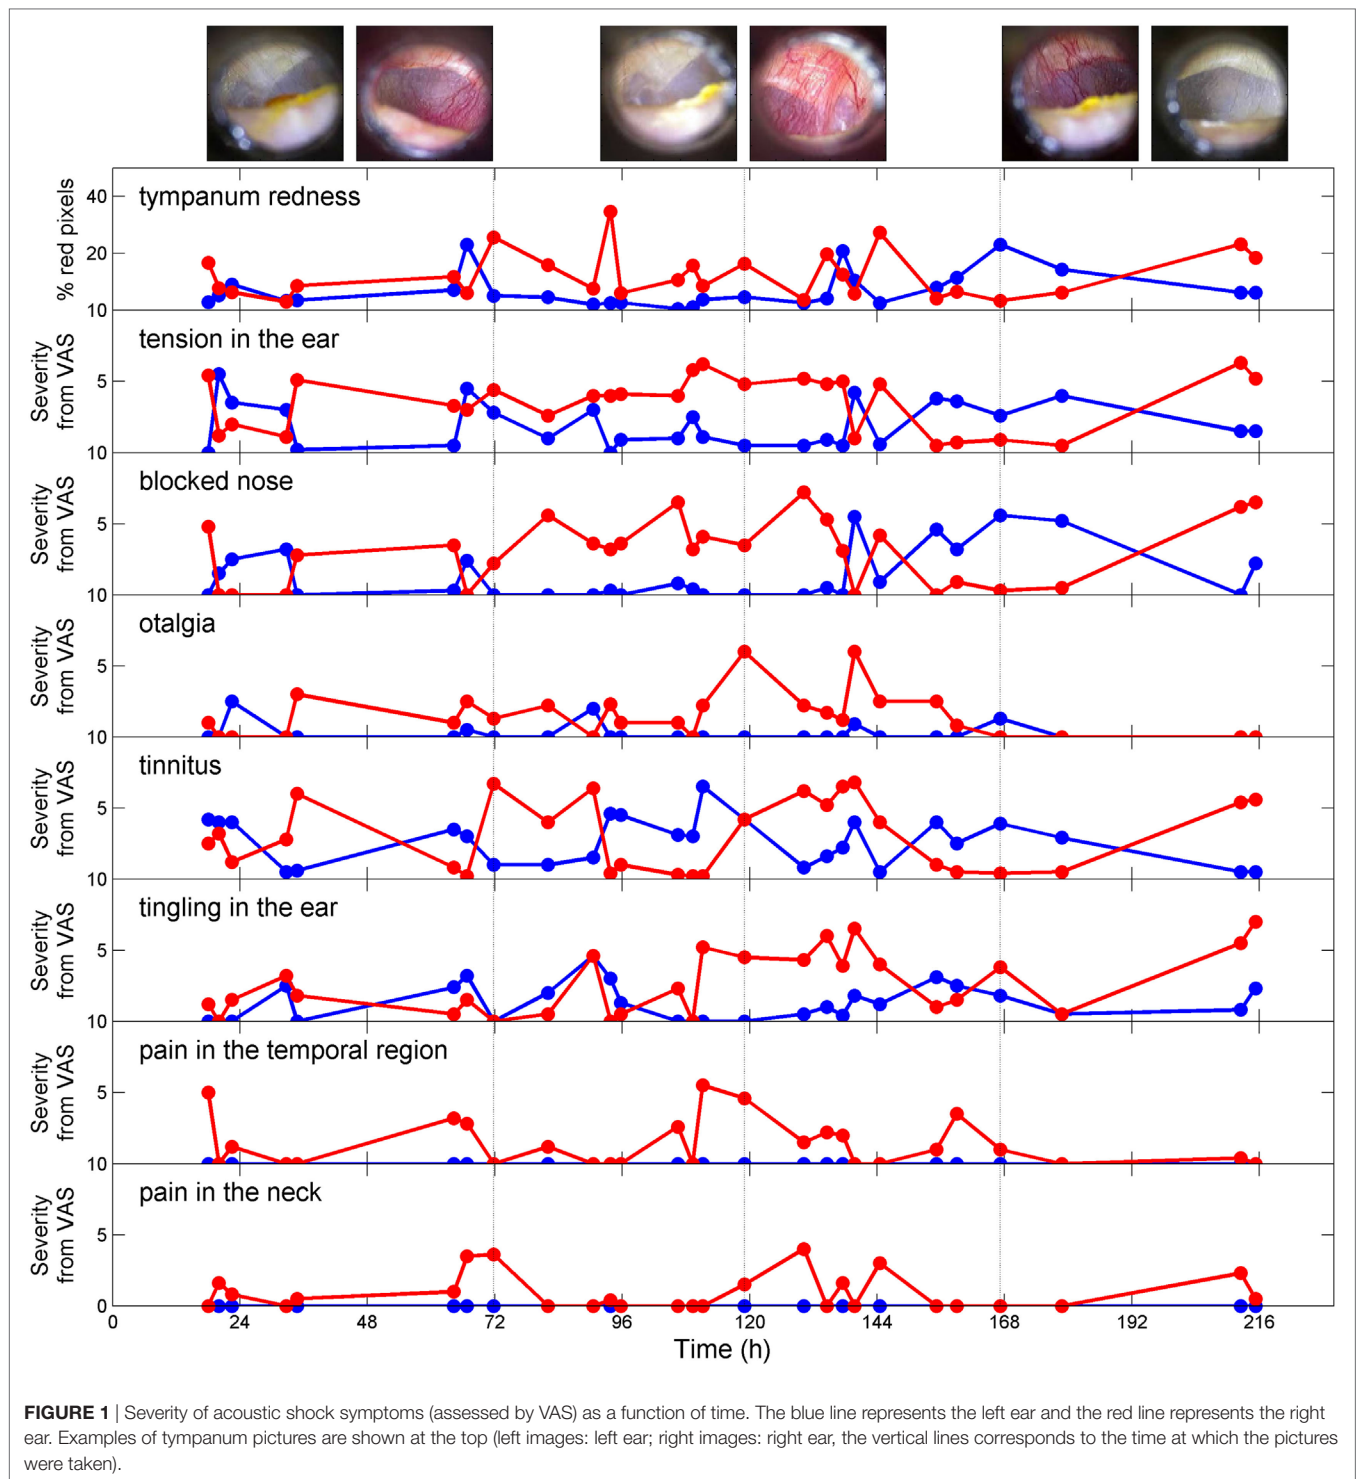 % red pixels
40
20
10
tympanum redness
Severity
from VAS
5
10
tension in the ear
Severity
from VAS
5
10
blocked nose
Severity
from VAS
5
10
otalgia
Severity
from VAS
5
10
tinnitus
Severity
from VAS
5
10
tingling in the ear
Severity
from VAS
5
10
pain in the temporal region
Severity
from VAS
5
0
pain in the neck
0 24 48 72 96 120 144 168 192 216
Time (h)
FIGURE 1 | Severity of acoustic shock symptoms (assessed by VAS) as a function of time. The blue line represents the left ear and the red line represents the right
ear. Examples of tympanum pictures are shown at the top (left images: left ear; right images: right ear, the vertical lines corresponds to the time at which the pictures
were taken).